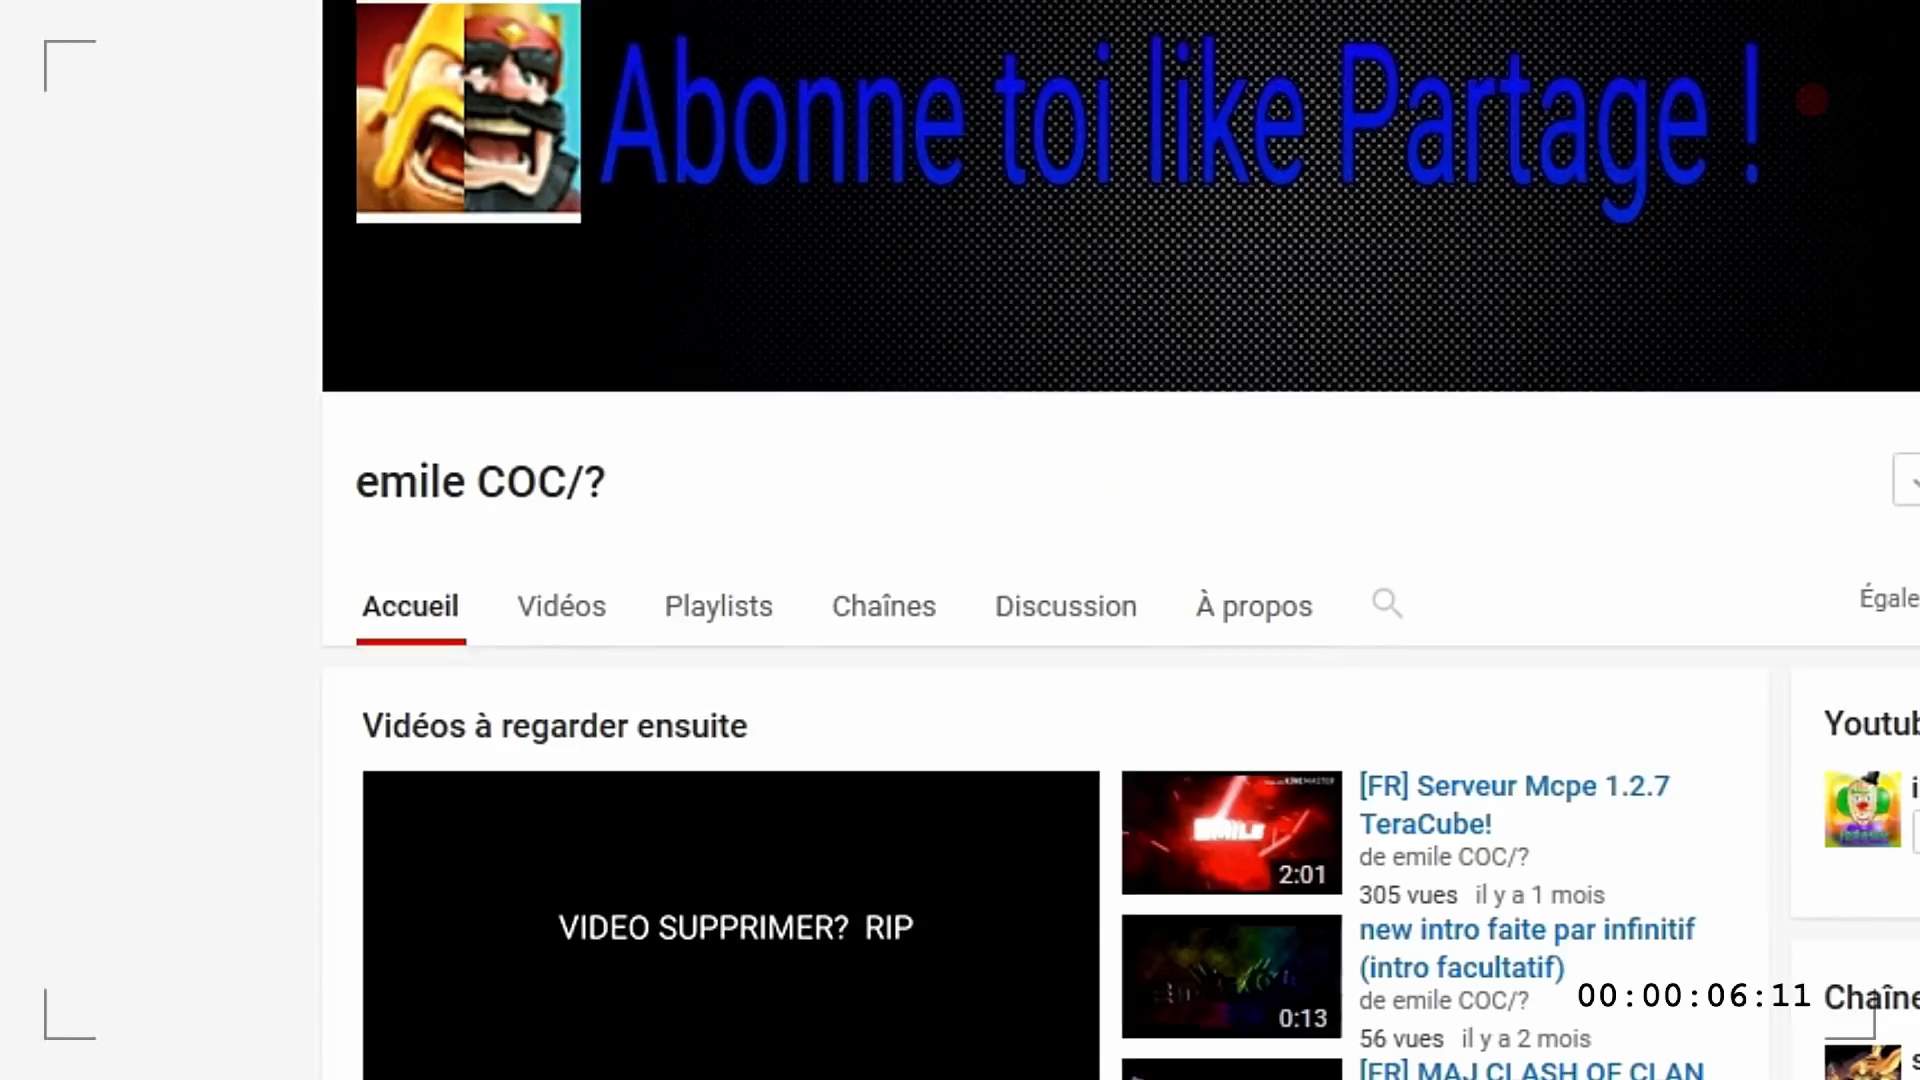 Abonne toi like Partage !
emile COC/?
Accueil Vidéos Playlists Chaînes Discussion À propos
Égale
Vidéos à regarder ensuite
VIDEO SUPPRIMER? RIP
2:01
[FR] Serveur Mcpe 1.2.7
TeraCube!
de emile COC/?
305 vues il y a 1 mois
0:13
new intro faite par infinitif
(intro facultatif)
de emile COC/?
56 vues il y a 2 mois
[FR] MAJ CLASH OF CLAN
Youtub
i
00:00:06:11
Chaîne
s